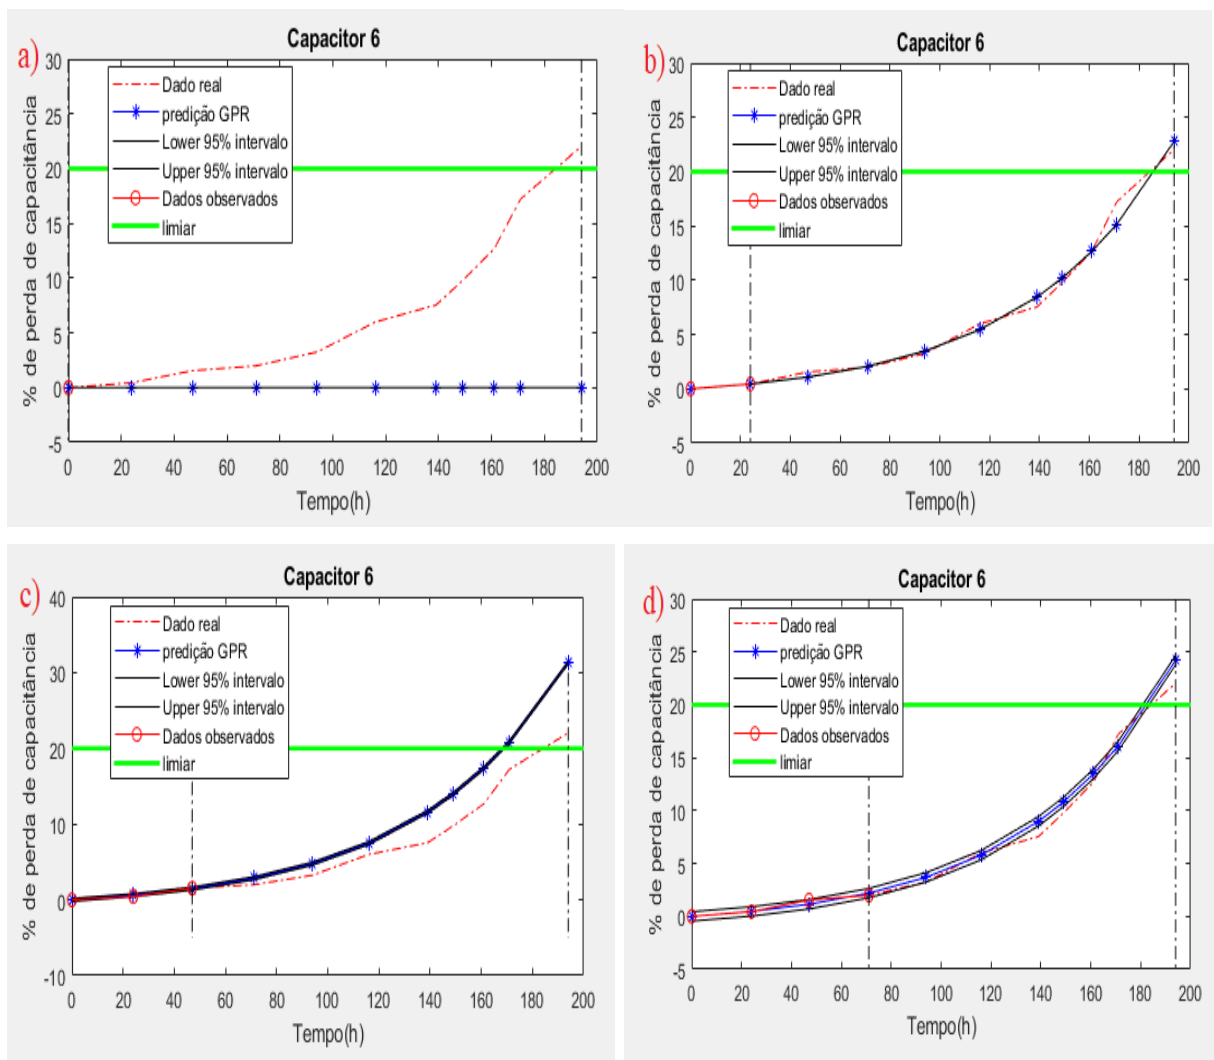 a)
Capacitor 6
% de perda de capacitância
30
25
20
15
10
5
0
-5
Dado real
predição GPR
Lower 95% intervalo
Upper 95% intervalo
Dados observados
limiar
0 20 40 60 80 100 120 140 160 180 200
Tempo(h)
b)
Capacitor 6
% de perda de capacitância
30
25
20
15
10
5
0
-5
Dado real
predição GPR
Lower 95% intervalo
Upper 95% intervalo
Dados observados
limiar
0 20 40 60 80 100 120 140 160 180 200
Tempo(h)
c)
Capacitor 6
% de perda de capacitância
40
30
20
10
0
-10
Dado real
predição GPR
Lower 95% intervalo
Upper 95% intervalo
Dados observados
limiar
0 20 40 60 80 100 120 140 160 180 200
Tempo(h)
d)
Capacitor 6
% de perda de capacitância
30
25
20
15
10
5
0
-5
Dado real
predição GPR
Lower 95% intervalo
Upper 95% intervalo
Dados observados
limiar
0 20 40 60 80 100 120 140 160 180 200
Tempo(h)